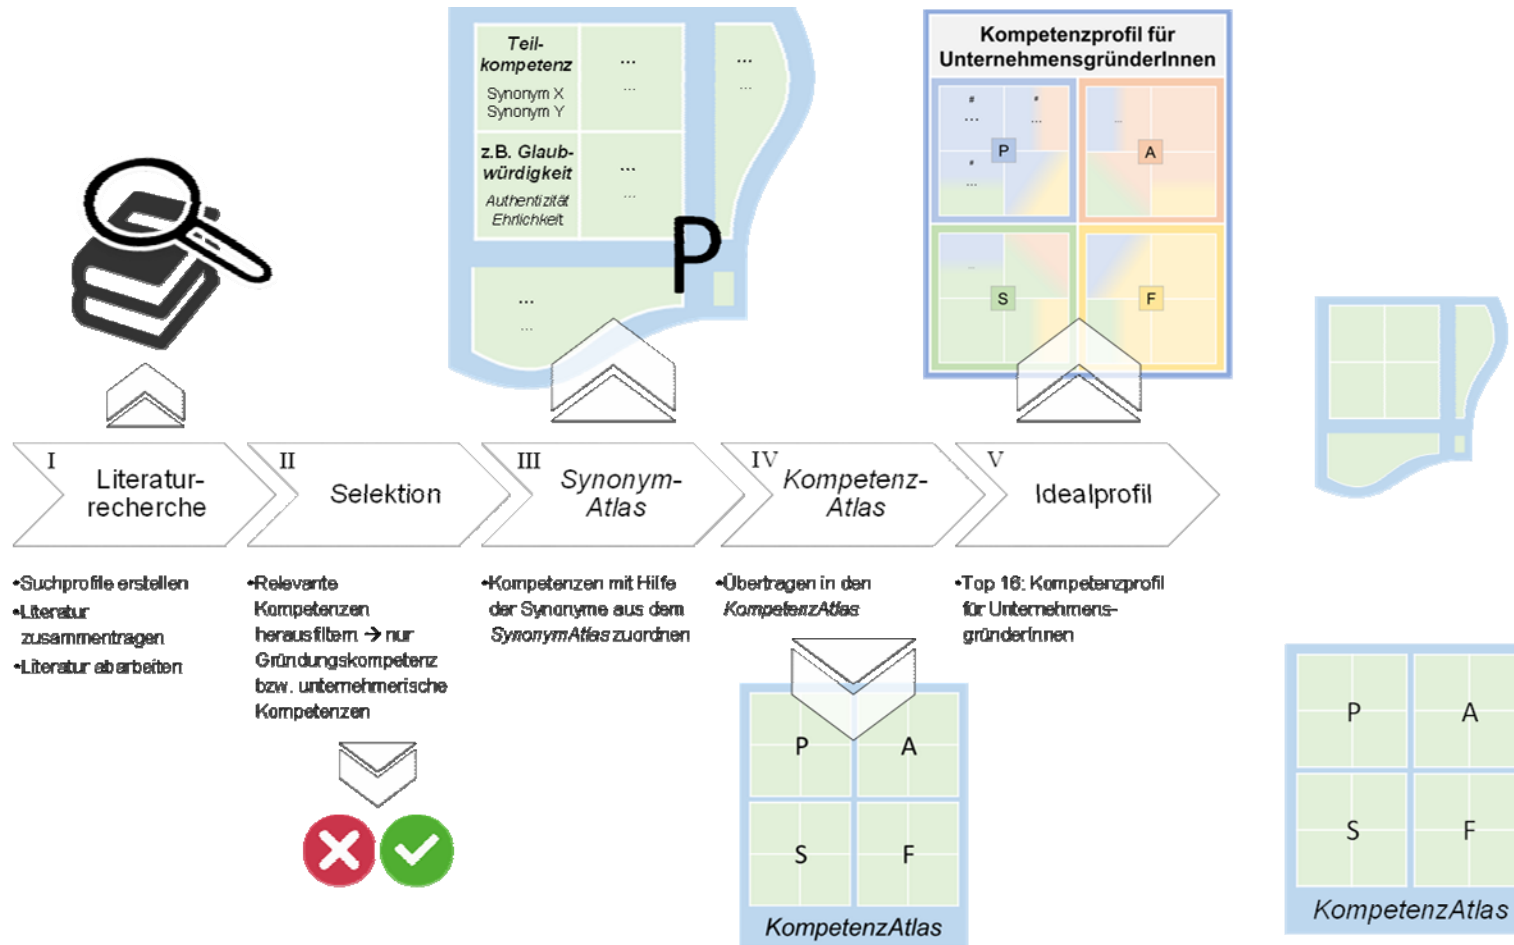 Teil-
kompetenz
Synonym X
Synonym Y
...
...
...
...
z.B. Glaub-
würdigkeit
Authentizität
Ehrlichkeit
...
...
...
...
P
Kompetenzprofil für
UnternehmensgründerInnen
#
...
#
...
#
...
P
...
A
...
S
F
I
Literatur-
recherche
II
Selektion
III
Synonym-
Atlas
IV
Kompetenz-
Atlas
V
Idealprofil
•Suchprofile erstellen
•Literatur
zusammentragen
•Literatur abarbeiten
•Relevante
Kompetenzen
herausfiltern → nur
Gründungskompetenz
bzw. unternehmerische
Kompetenzen
•Kompetenzen mit Hilfe
der Synonyme aus dem
SynonymAtlas zuordnen
•Übertragen in den
KompetenzAtlas
•Top 16: Kompetenzprofil
für Unternehmens-
gründerInnen
P
A
S
F
KompetenzAtlas
P
A
S
F
KompetenzAtlas